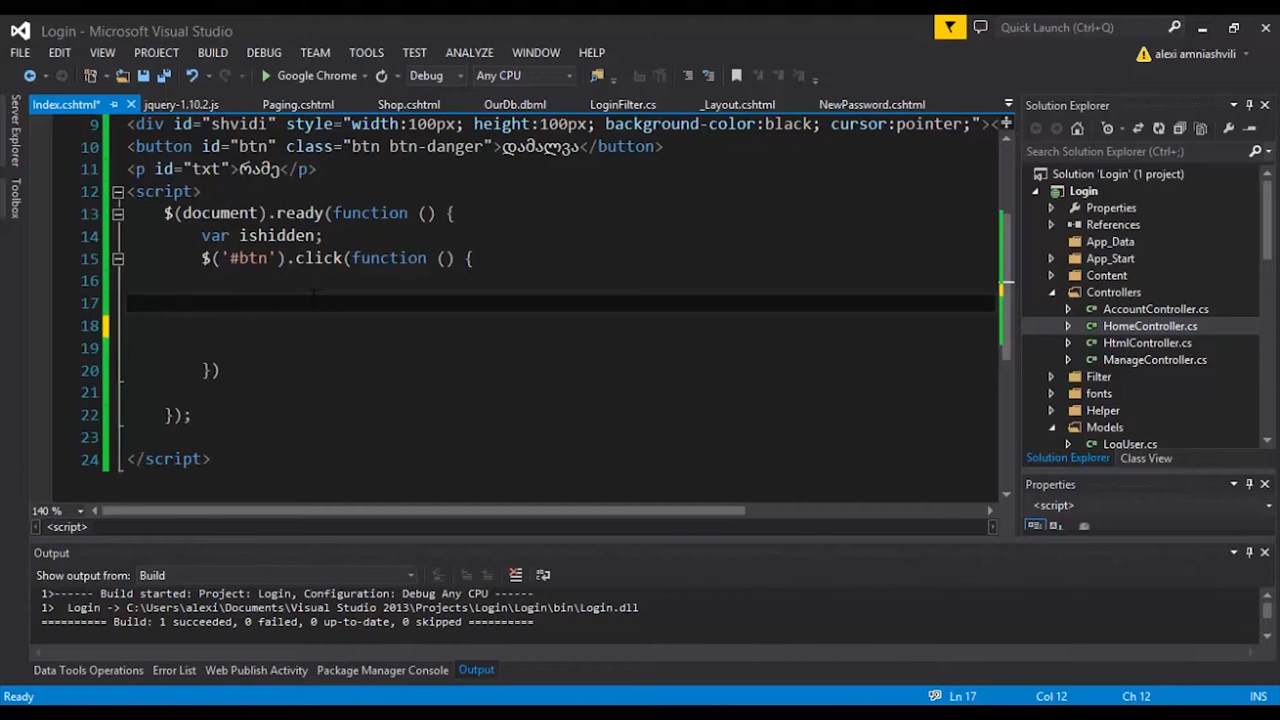 Login - Microsoft Visual Studio
Quick Launch (Ctrl+Q)
FILE EDIT VIEW PROJECT BUILD DEBUG TEAM TOOLS TEST ANALYZE WINDOW HELP
alexi amniashvili
Google Chrome Debug Any CPU
Server Explorer
Toolbox
Index.cshtml* jquery-1.10.2.js Paging.cshtml Shop.cshtml OurDb.dbml LoginFilter.cs _Layout.cshtml NewPassword.cshtml
9 <div id="shvidi" style="width:100px; height:100px; background-color:black; cursor:pointer;"><
10 <button id="btn" class="btn btn-danger">დამალვა</button>
11 <p id="txt">რამე</p>
12 <script>
13 $(document).ready(function () {
14 var ishidden;
15 $('#btn').click(function () {
16
17
18
19
20 })
21
22 });
23
24 </script>
140 %
<script>
Solution Explorer
Search Solution Explorer (Ctrl+;)
Solution 'Login' (1 project)
Login
Properties
References
App_Data
App_Start
Content
Controllers
AccountController.cs
HomeController.cs
HtmlController.cs
ManageController.cs
Filter
fonts
Helper
Models
LogUser.cs
Solution Explorer Class View
Properties
<script>
Output
Show output from: Build
1>------ Build started: Project: Login, Configuration: Debug Any CPU ------
1> Login -> C:\Users\alexi\Documents\Visual Studio 2013\Projects\Login\Login\bin\Login.dll
========== Build: 1 succeeded, 0 failed, 0 up-to-date, 0 skipped ==========
Data Tools Operations Error List Web Publish Activity Package Manager Console Output
Ready Ln 17 Col 12 Ch 12 INS